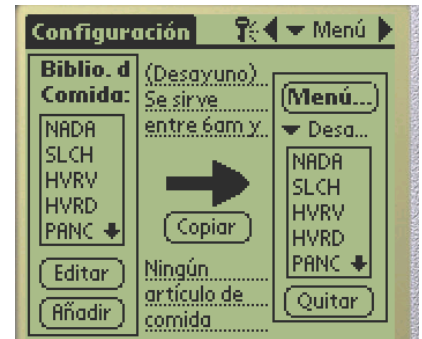 Configuración
Menú
Biblio. d
Comida:
NADA
SLCH
HVRV
HVRD
PANC
Editar
Añadir
(Desayuno)
Se sirve
entre 6am y
Copiar
Ningún
artículo de
comida
Menú...
Desa...
NADA
SLCH
HVRV
HVRD
PANC
Quitar